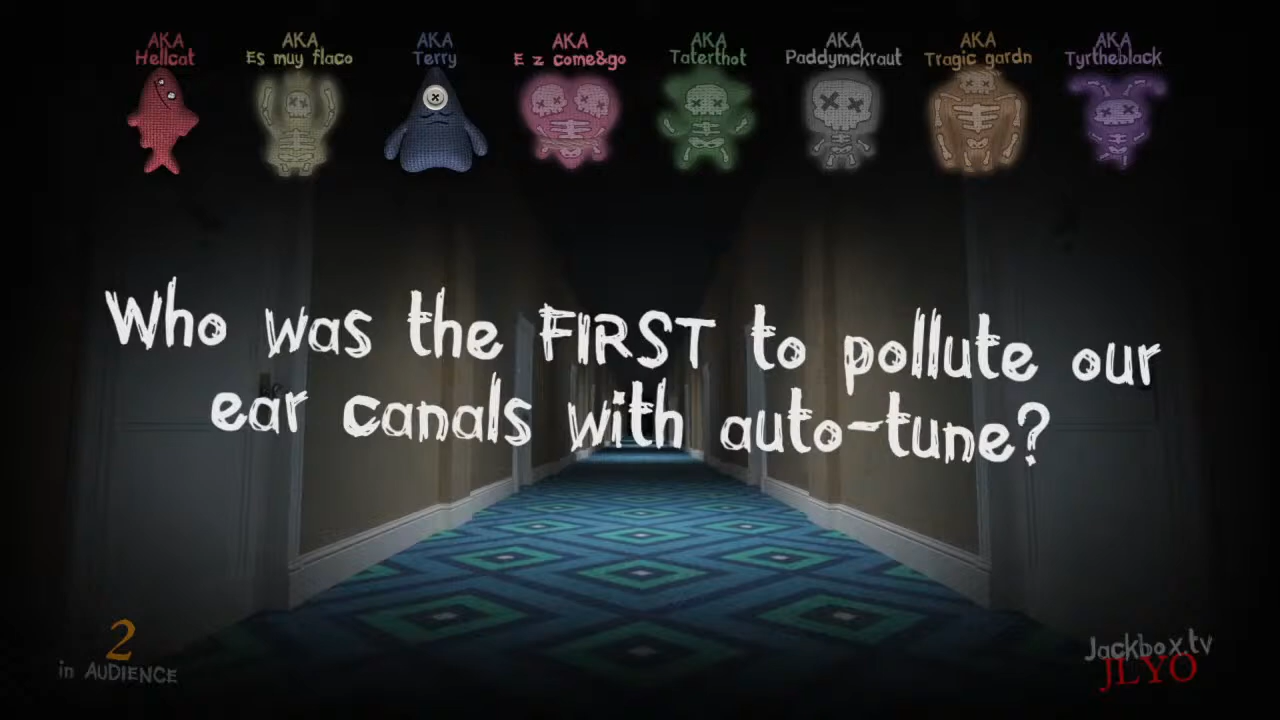 AKA
Hellcat
AKA
Es muy flaco
AKA
Terry
AKA
E z come&go
AKA
Taterthot
AKA
Paddymckraut
AKA
Tragic gardn
AKA
Tyrtheblack
Who was the FIRST to pollute our
ear canals with auto-tune?
2
in AUDIENCE
Jackbox.tv
JLYO